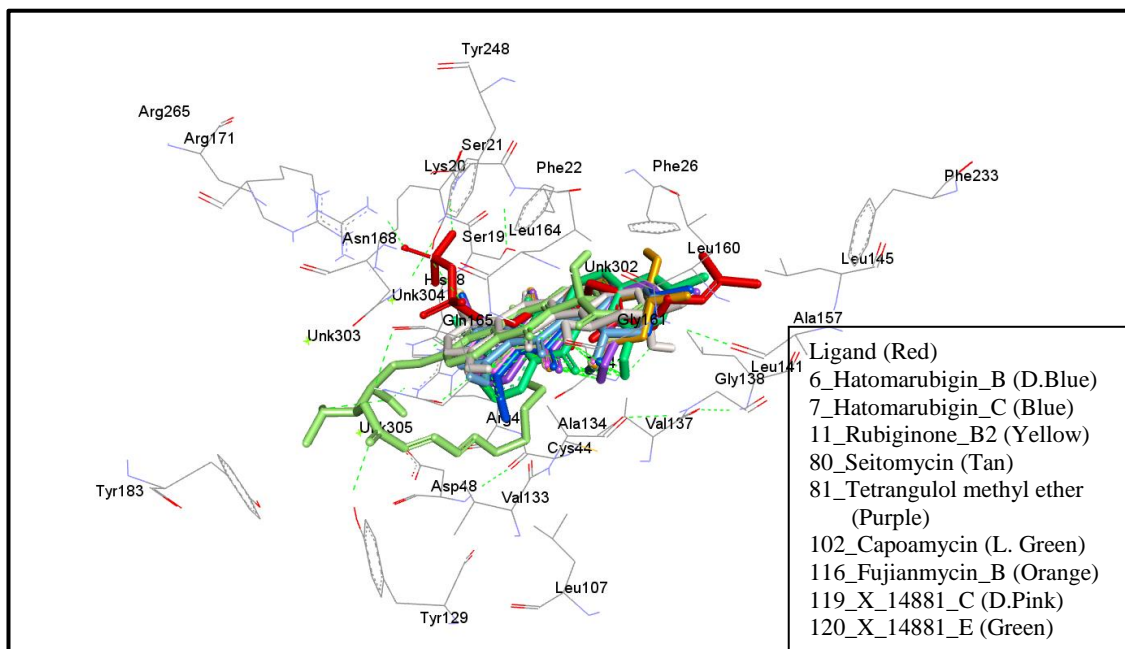 Tyr248
Arg265
Arg171
Ser21
Lys20
Phe22
Phe26
Phe233
Asn168
Ser19
Leu164
Leu160
Leu145
Unk302
Unk304
Gln165
Gly161
Unk303
Ala157
Leu141
Gly138
Unk305
Ala134
Val137
Cys44
Asp48
Val133
Tyr183
Leu107
Tyr129
Ligand (Red)
6_Hatomarubigin_B (D.Blue)
7_Hatomarubigin_C (Blue)
11_Rubiginone_B2 (Yellow)
80_Seitomycin (Tan)
81_Tetrangulol methyl ether
(Purple)
102_Capoamycin (L. Green)
116_Fujianmycin_B (Orange)
119_X_14881_C (D.Pink)
120_X_14881_E (Green)